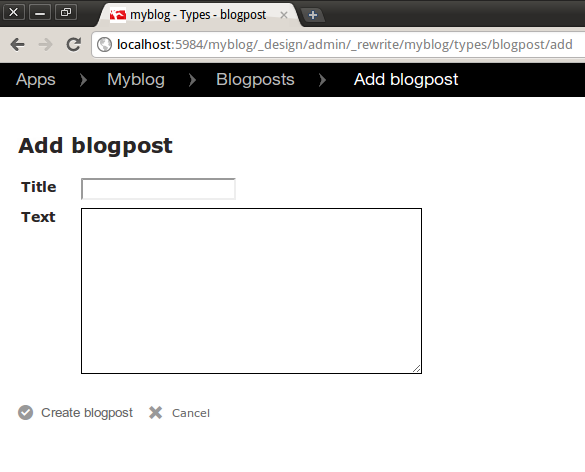 myblog - Types - blogpost
localhost:5984/myblog/_design/admin/_rewrite/myblog/types/blogpost/add
Apps Myblog Blogposts Add blogpost
Add blogpost
Title
Text
Create blogpost Cancel